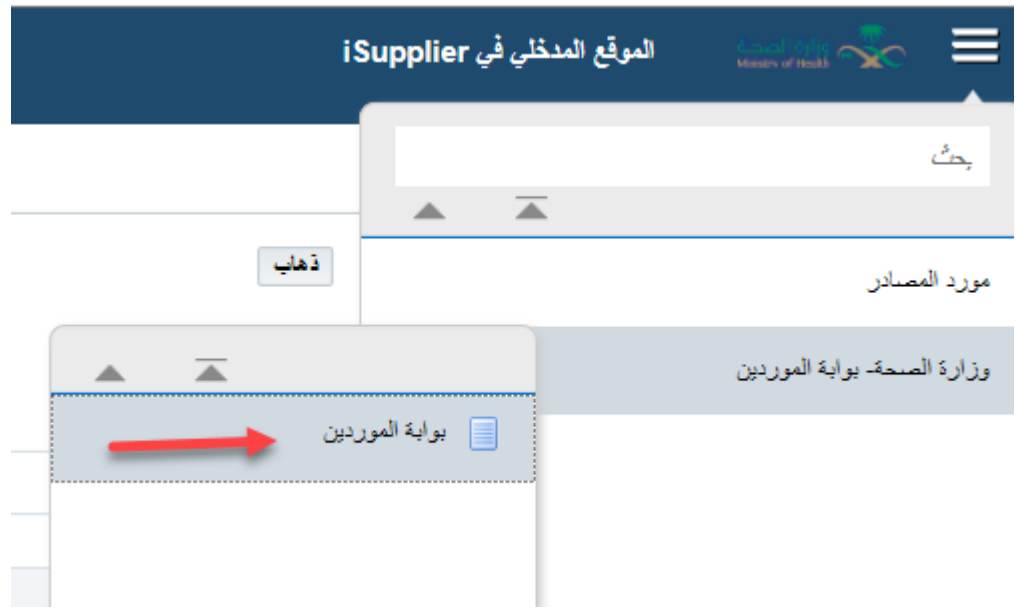 الموقع المدخلي في iSupplier
وزارة الصحة
Ministry of Health
بحث
ذهاب
مورد المصادر
وزارة الصحة- بوابة الموردين
بوابة الموردين